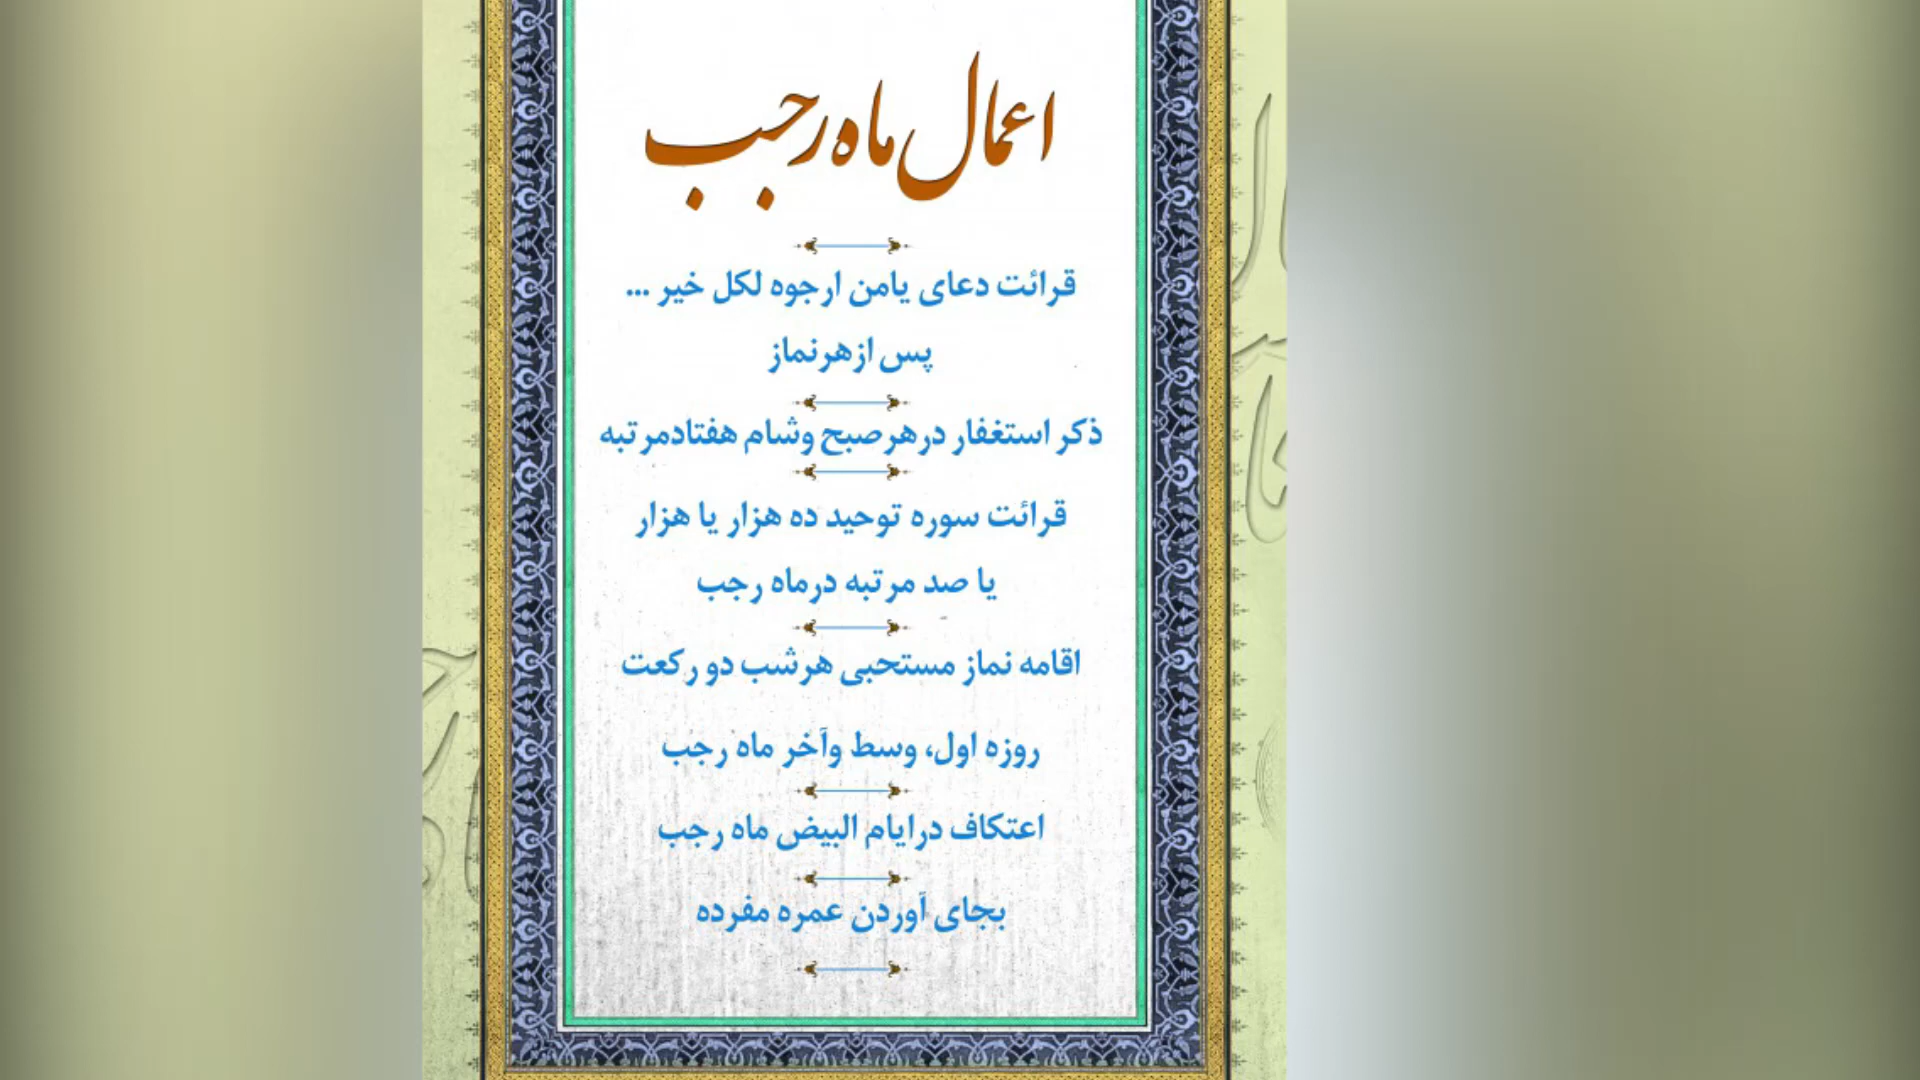 اعمال ماه رجب
قرائت دعای یامن ارجوه لکل خیر ...
پس ازهرنماز
ذکر استغفار درهرصبح وشام هفتادمرتبه
قرائت سوره توحید ده هزار یا هزار
یا صد مرتبه درماه رجب
اقامه نماز مستحبی هرشب دو رکعت
روزه اول، وسط وآخر ماه رجب
اعتکاف درایام البیض ماه رجب
بجای آوردن عمره مفرده